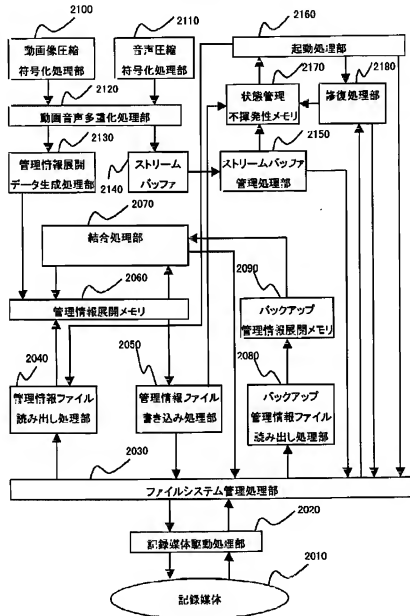 2100
2110
2160
動画像圧縮
符号化処理部
音声圧縮
符号化処理部
起動処理部
2170
2180
2120
状態管理
不揮発性メモリ
修復処理部
動画音声多重化処理部
2130
2150
管理情報展開
データ生成処理部
2140
ストリーム
バッファ
ストリームバッファ
管理処理部
2070
結合処理部
2060
2090
管理情報展開メモリ
バックアップ
管理情報展開メモリ
2040
2050
2080
管理情報ファイル
読み出し処理部
管理情報ファイル
書き込み処理部
バックアップ
管理情報ファイル
読み出し処理部
2030
ファイルシステム管理処理部
2020
記録媒体駆動処理部
2010
記録媒体